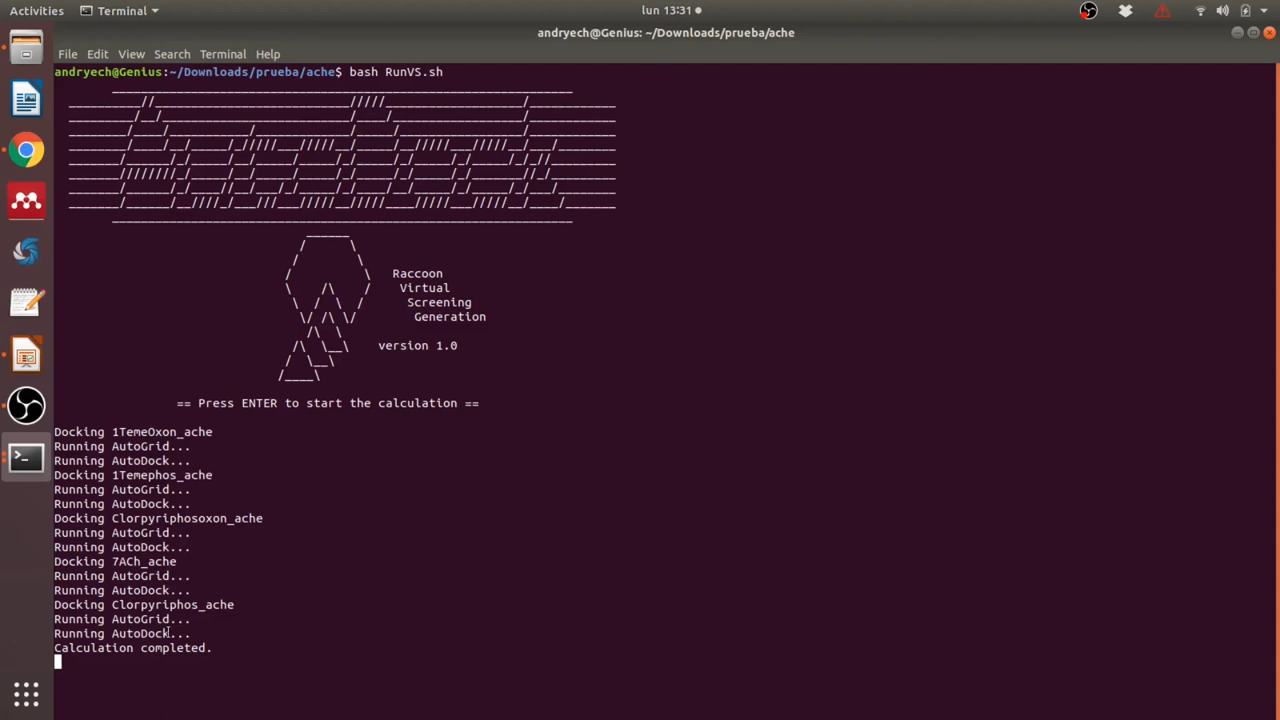 Activities
Terminal
lun 13:31
andryech@Genius: ~/Downloads/prueba/ache
File Edit View Search Terminal Help
andryech@Genius:~/Downloads/prueba/ache$ bash RunVS.sh
Raccoon
Virtual
Screening
Generation
version 1.0
== Press ENTER to start the calculation ==
Docking 1TemeOxon_ache
Running AutoGrid...
Running AutoDock...
Docking 1Temephos_ache
Running AutoGrid...
Running AutoDock...
Docking Clorpyriphosoxon_ache
Running AutoGrid...
Running AutoDock...
Docking 7ACh_ache
Running AutoGrid...
Running AutoDock...
Docking Clorpyriphos_ache
Running AutoGrid...
Running AutoDock...
Calculation completed.